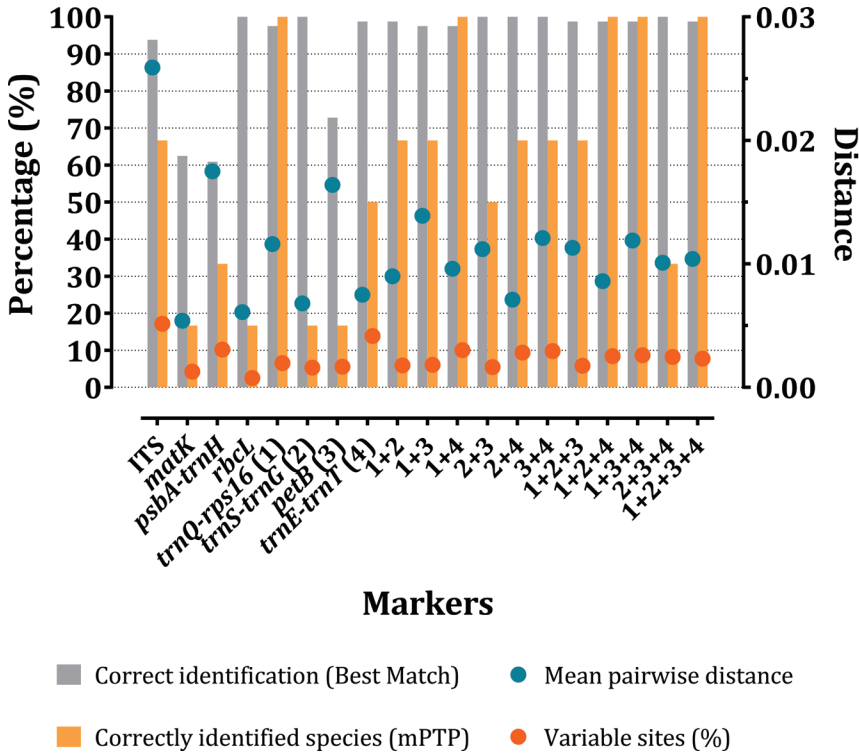 100
90
80
70
60
50
40
30
20
10
0
Percentage (%)
0.03
0.02
0.01
0.00
Distance
ITS
matK
psbA-trnH
rbcL
trnQ-rps16 (1)
trnS-trnG (2)
petB (3)
trnE-trnT (4)
1+2
1+3
1+4
2+3
2+4
3+4
1+2+3
1+2+4
1+3+4
2+3+4
1+2+3+4
Markers
Correct identification (Best Match)
Mean pairwise distance
Correctly identified species (mPTP)
Variable sites (%)